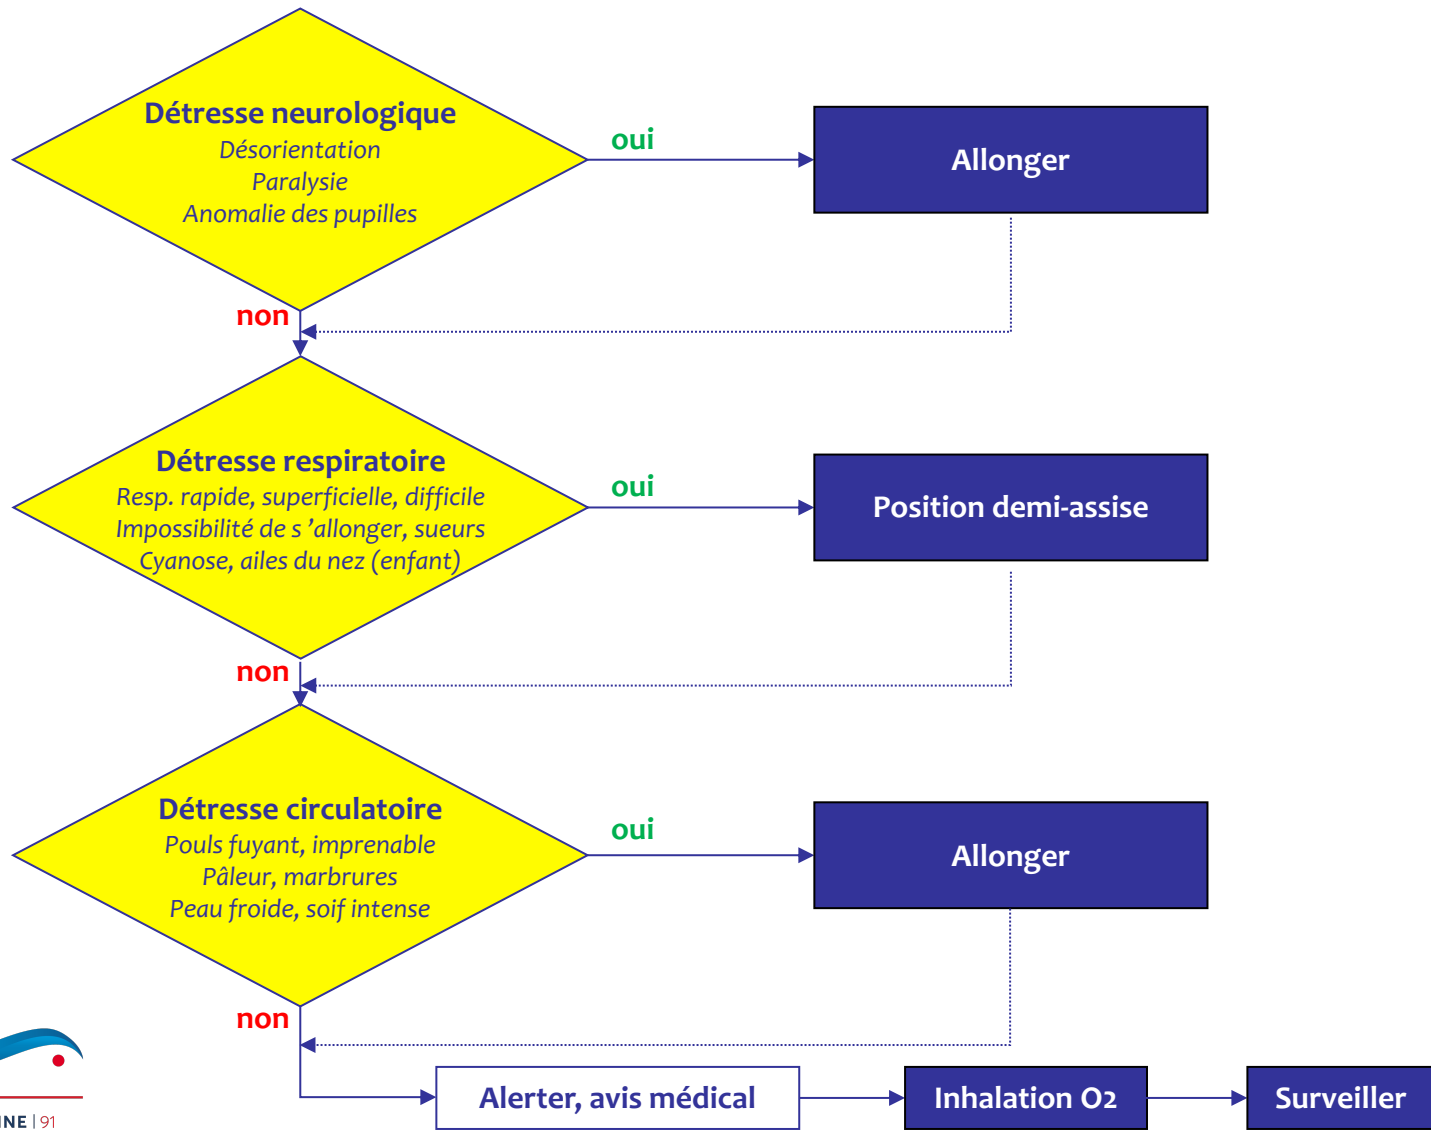 Détresse neurologique
Désorientation
Paralysie
Anomalie des pupilles
oui
Allonger
non
Détresse respiratoire
Resp. rapide, superficielle, difficile
Impossibilité de s ’allonger, sueurs
Cyanose, ailes du nez (enfant)
oui
Position demi-assise
non
Détresse circulatoire
Pouls fuyant, imprenable
Pâleur, marbrures
Peau froide, soif intense
oui
Allonger
non
Alerter, avis médical
Inhalation O2
Surveiller
| 91